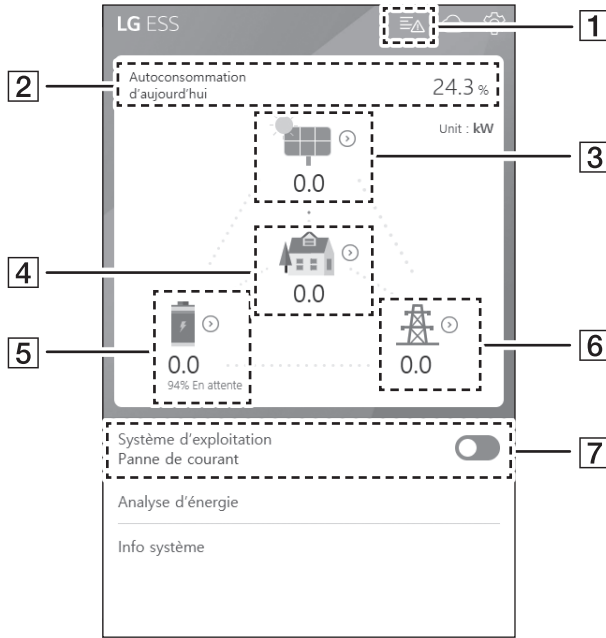 LG ESS
1
2
Autoconsommation
d'aujourd'hui
24.3 %
Unit : kW
3
0.0
4
0.0
5
0.0
94% En attente
6
0.0
Système d'exploitation
Panne de courant
7
Analyse d'énergie
Info système